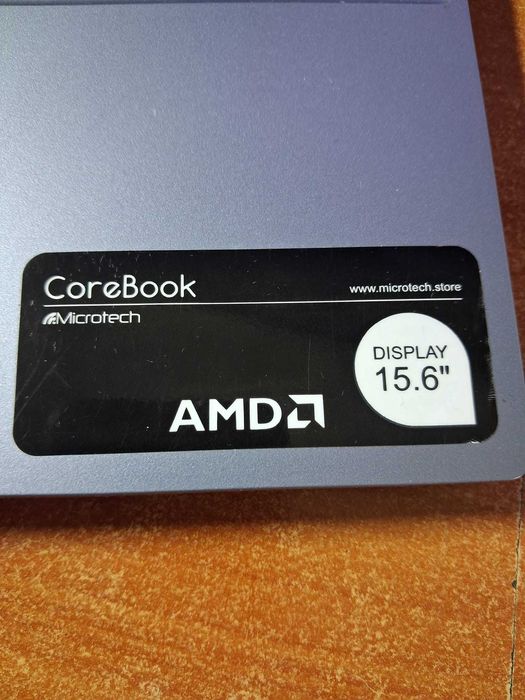 CoreBook
www.microtech.store
Microtech
DISPLAY
15.6"
AMD